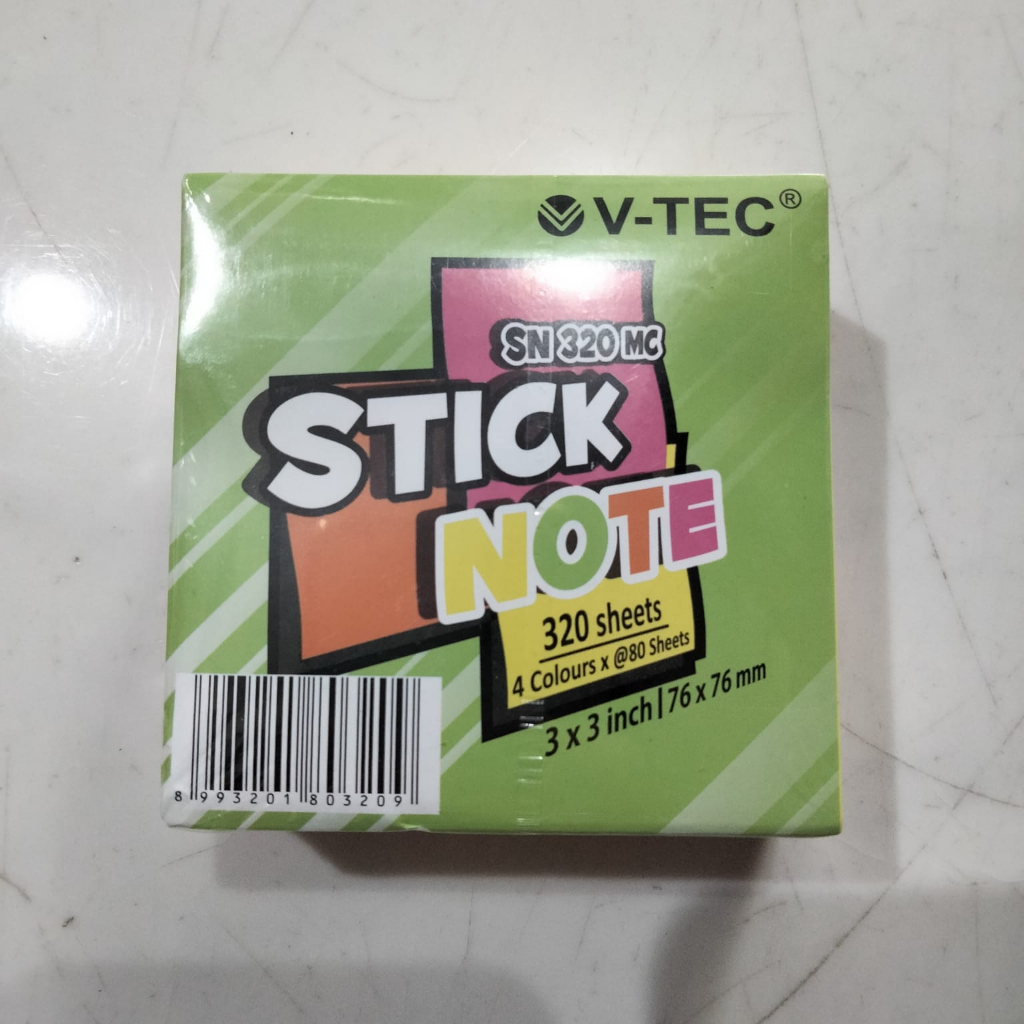 V-TEC®
SN 320 MC
STICK
NOTE
320 sheets
4 Colours x @80 Sheets
3 x 3 inch | 76 x 76 mm
8 993201 803209